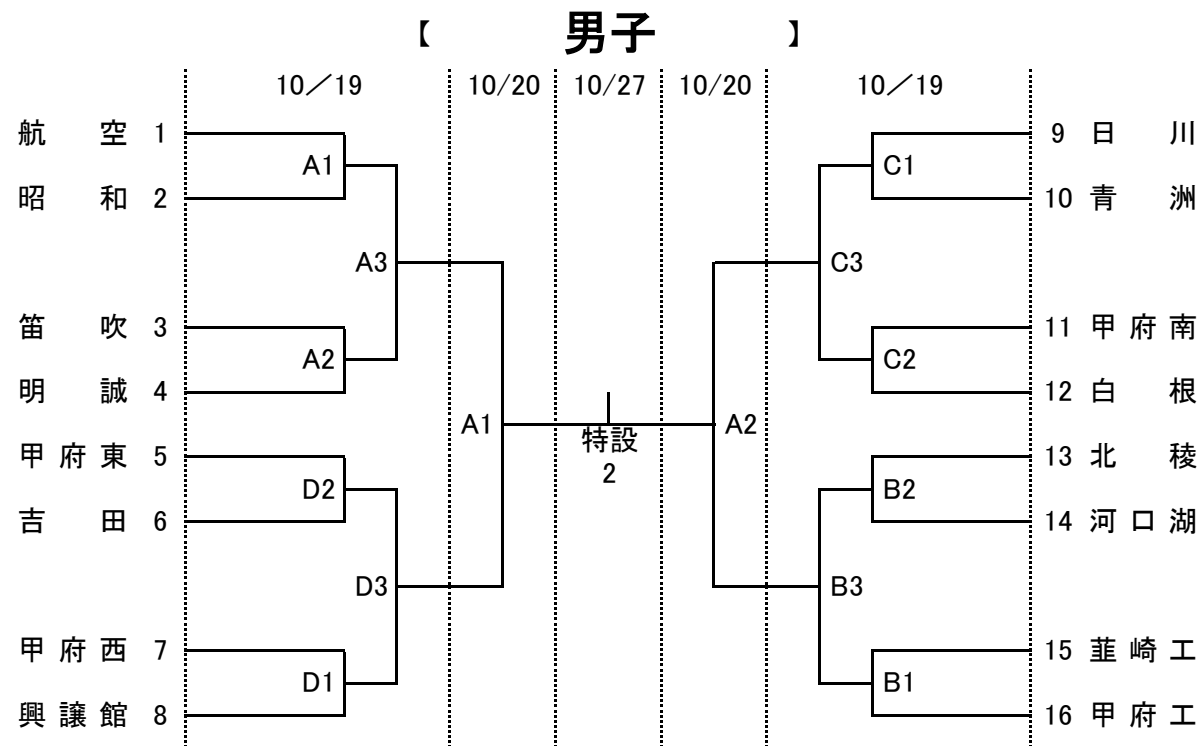 【 男子 】
10／19 10/20 10/27 10/20 10／19
航空 1 9 日川
A1 C1
昭和 2 10 青洲
A3 C3
笛吹 3 11 甲府南
A2 C2
明誠 4 12 白根
A1 特設 A2
2
甲府東 5 13 北稜
D2 B2
吉田 6 14 河口湖
D3 B3
甲府西 7 15 韮崎工
D1 B1
興譲館 8 16 甲府工